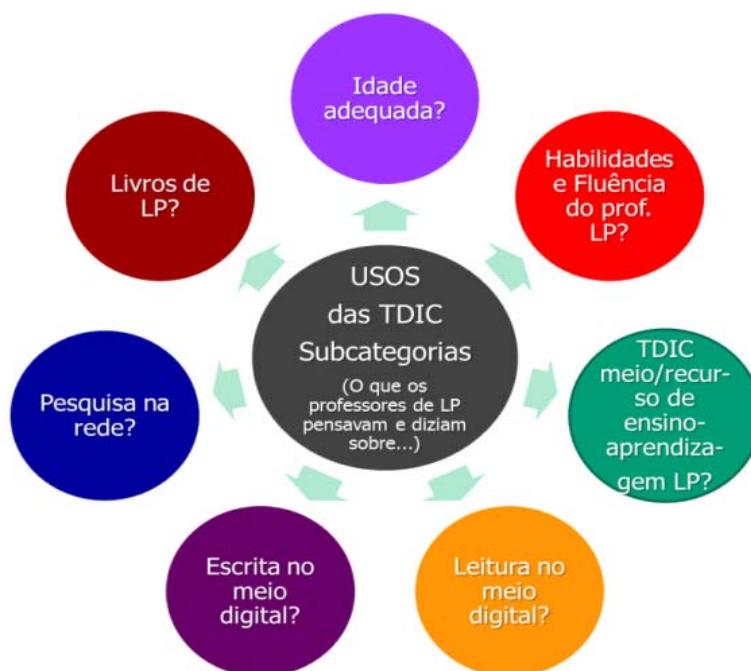 Idade
adequada?
Habilidades
e Fluência
do prof.
LP?
TDIC
meio/recur-
so de
ensino-
aprendiza-
gem LP?
Leitura no
meio
digital?
Escrita no
meio
digital?
Pesquisa na
rede?
Livros de
LP?
USOS
das TDIC
Subcategorias
(O que os
professores de LP
pensavam e diziam
sobre...)